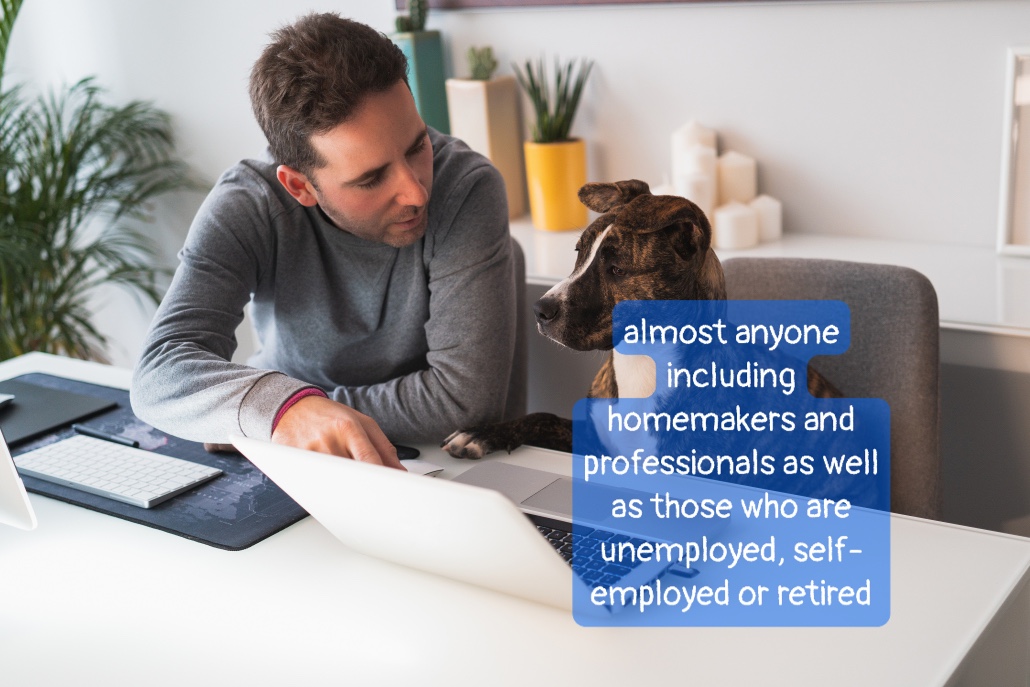 almost anyone
including
homemakers and
professionals as well
as those who are
unemployed, self-
employed or retired